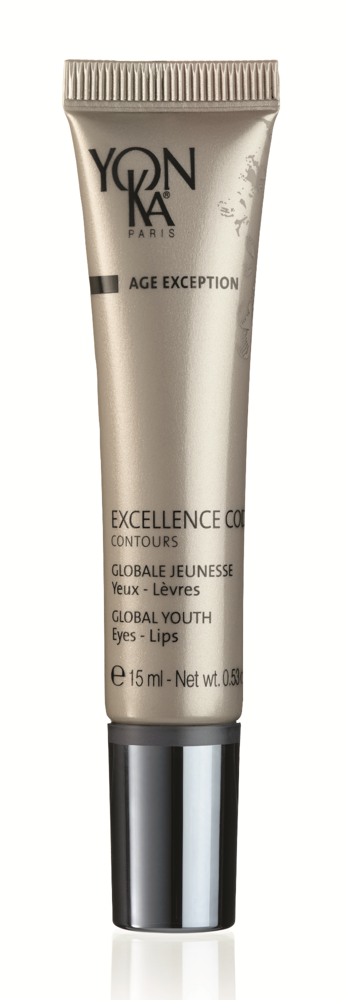 YON
KA®
PARIS
AGE EXCEPTION
EXCELLENCE COD
CONTOURS
GLOBALE JEUNESSE
Yeux - Lèvres
GLOBAL YOUTH
Eyes - Lips
e 15 ml - Net wt. 0.53